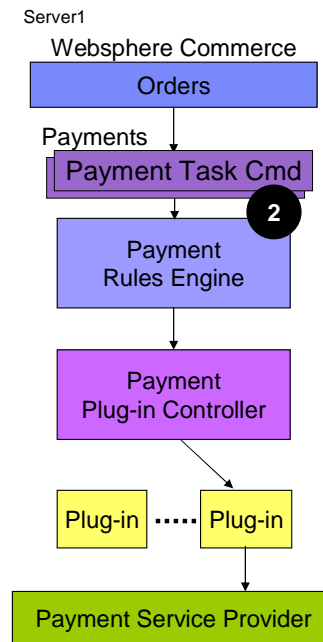 Server1
Websphere Commerce
Orders
Payments
Payment Task Cmd
2
Payment
Rules Engine
Payment
Plug-in Controller
Plug-in
Plug-in
Payment Service Provider